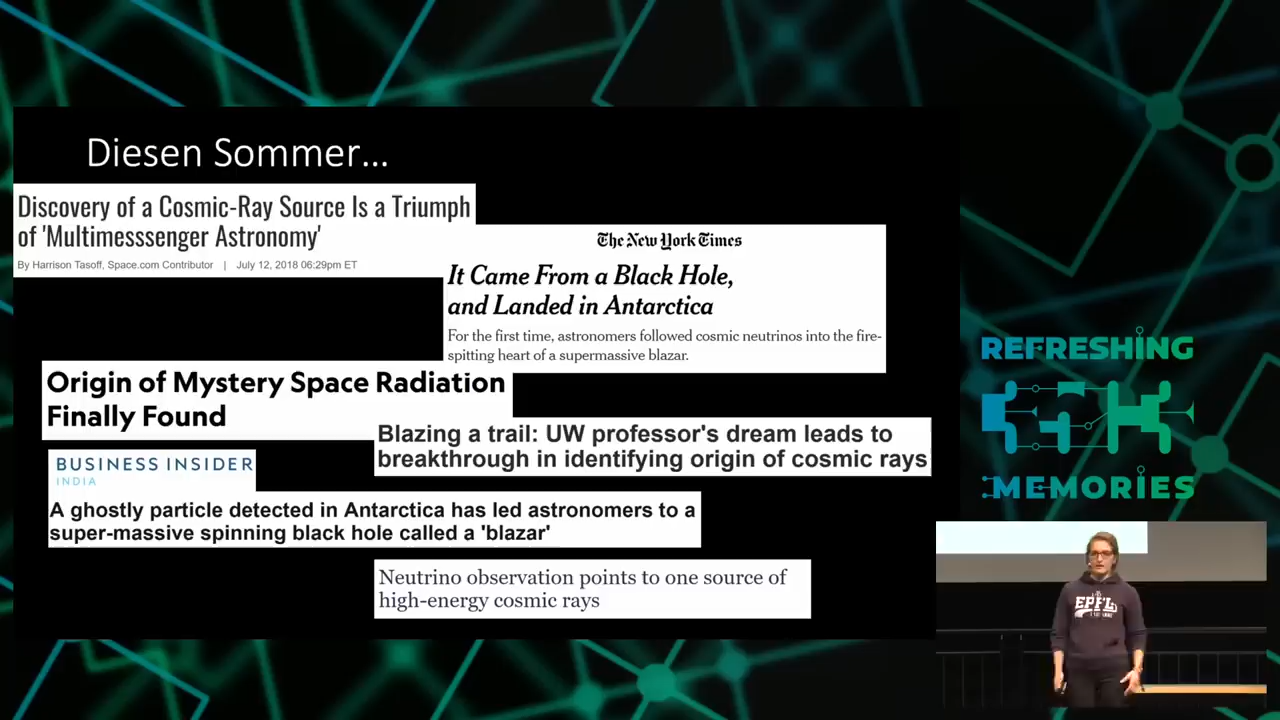 Diesen Sommer...
Discovery of a Cosmic-Ray Source Is a Triumph
of 'Multimesssenger Astronomy'
By Harrison Tasoff, Space.com Contributor | July 12, 2018 06:29pm ET
The New York Times
It Came From a Black Hole,
and Landed in Antarctica
For the first time, astronomers followed cosmic neutrinos into the fire-
spitting heart of a supermassive blazar.
Origin of Mystery Space Radiation
Finally Found
Blazing a trail: UW professor's dream leads to
breakthrough in identifying origin of cosmic rays
BUSINESS INSIDER
INDIA
A ghostly particle detected in Antarctica has led astronomers to a
super-massive spinning black hole called a 'blazar'
Neutrino observation points to one source of
high-energy cosmic rays
REFRESHING
MEMORIES
EPFL